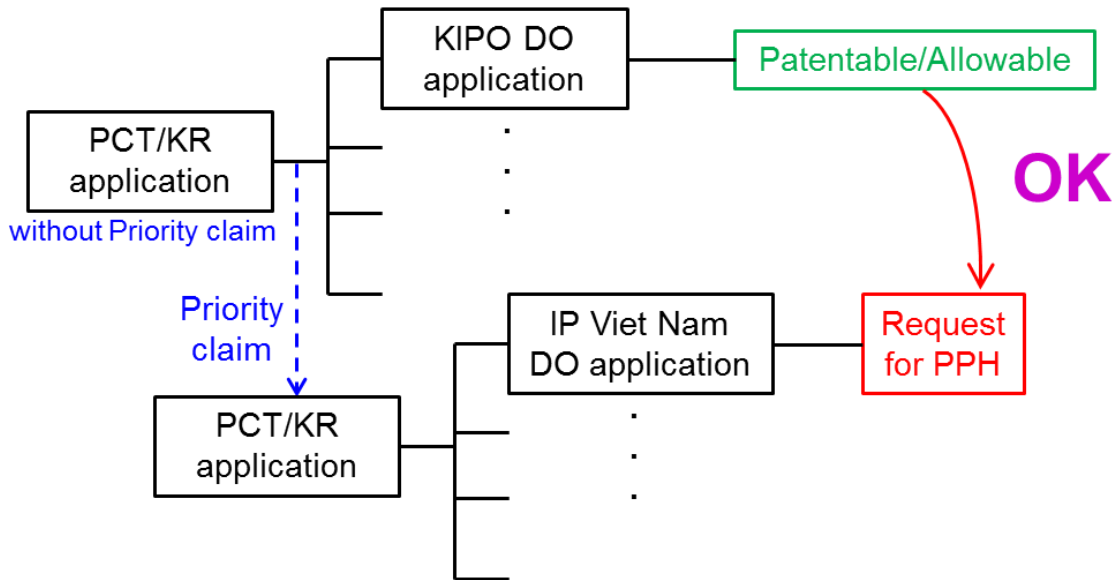 KIPO DO
application
Patentable/Allowable
PCT/KR
application
without Priority claim
OK
Priority
claim
IP Viet Nam
DO application
Request
for PPH
PCT/KR
application